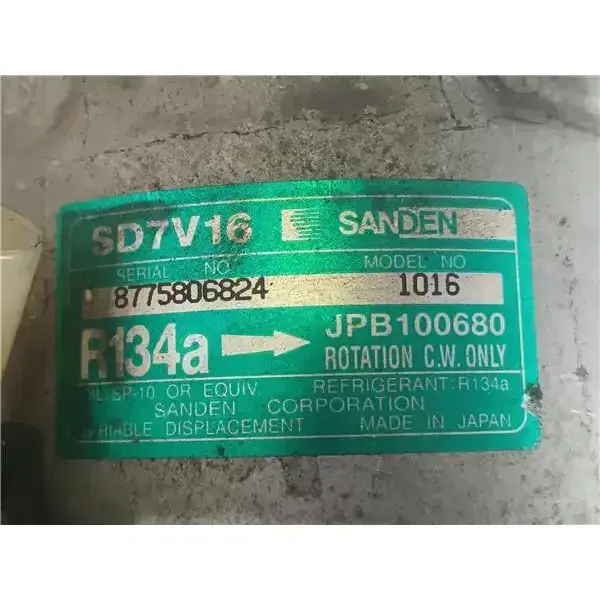 SD7V16 SANDEN
SERIAL NO MODEL NO
8775806824 1016
R134a JPB100680
ROTATION C.W. ONLY
SP-10 OR EQUIV. REFRIGERANT:R134a
SANDEN CORPORATION
RIABLE DISPLACEMENT MADE IN JAPAN